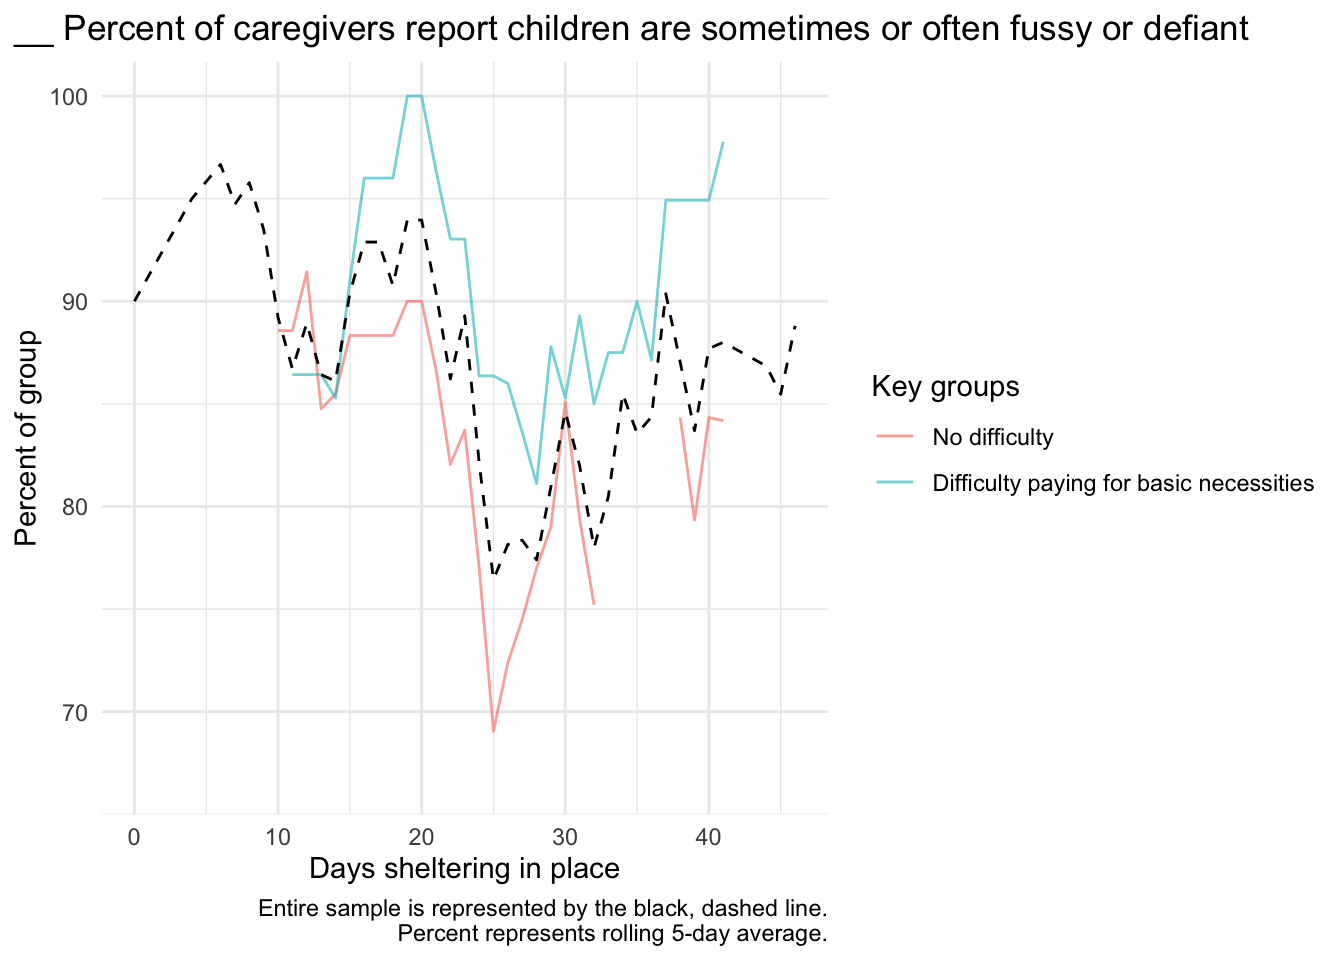 __ Percent of caregivers report children are sometimes or often fussy or defiant
Percent of group
100
90
80
70
0 10 20 30 40
Days sheltering in place
Key groups
No difficulty
Difficulty paying for basic necessities
Entire sample is represented by the black, dashed line.
Percent represents rolling 5-day average.